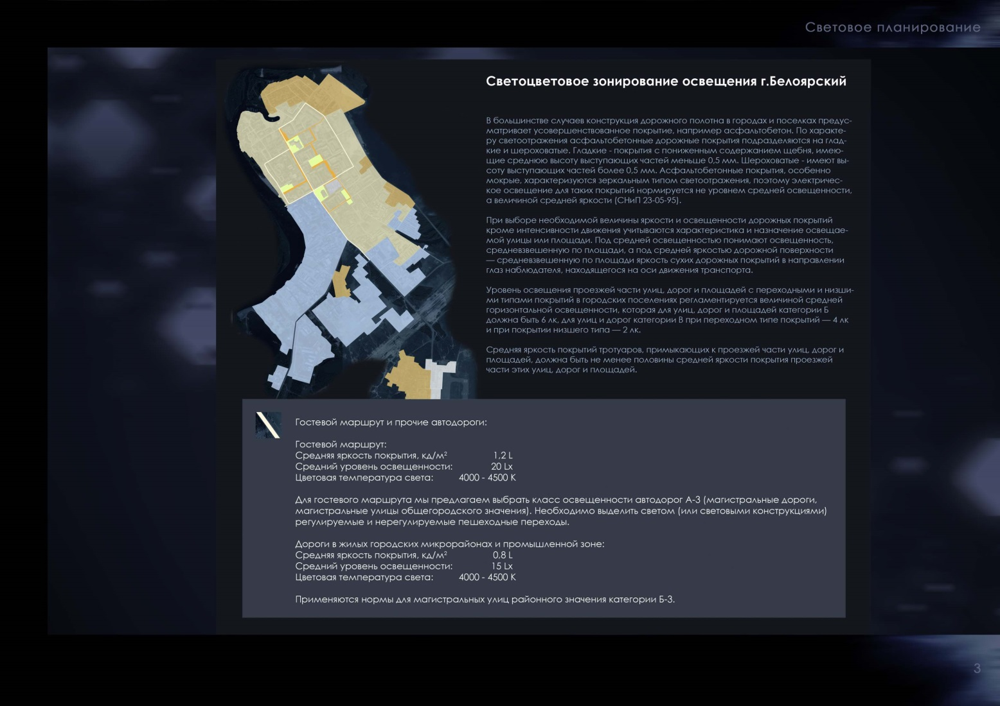 Световое планирование
Светоцветовое зонирование освещения г.Белоярский
В большинстве случаев конструкция дорожного полотна в городах и поселках предус-
матривает усовершенствованное покрытие, например асфальтобетон. По характе-
ру светоотражения асфальтобетонные дорожные покрытия подразделяются на глад-
кие и шероховатые. Гладкие - покрытия с пониженным содержанием щебня, имею-
щие среднюю высоту выступающих частей меньше 0,5 мм. Шероховатые - имеют вы-
соту выступающих частей более 0,5 мм. Асфальтобетонные покрытия, особенно
мокрые, характеризуются зеркальным типом светоотражения, поэтому электричес-
кое освещение для таких покрытий нормируется не уровнем средней освещенности,
а величиной средней яркости (СНиП 23-05-95).
При выборе необходимой величины яркости и освещенности дорожных покрытий
кроме интенсивности движения учитываются характеристика и назначение освещае-
мой улицы или площади. Под средней освещенностью понимают освещенность,
средневзвешенную по площади, а под средней яркостью дорожной поверхности
— средневзвешенную по площади яркость сухих дорожных покрытий в направлении
глаз наблюдателя, находящегося на оси движения транспорта.
Уровень освещения проезжей части улиц, дорог и площадей с переходными и низши-
ми типами покрытий в городских поселениях регламентируется величиной средней
горизонтальной освещенности, которая для улиц, дорог и площадей категории Б
должна быть 6 лк, для улиц и дорог категории В при переходном типе покрытий — 4 лк
и при покрытии низшего типа — 2 лк.
Средняя яркость покрытий тротуаров, примыкающих к проезжей части улиц, дорог и
площадей, должна быть не менее половины средней яркости покрытия проезжей
части этих улиц, дорог и площадей.
Гостевой маршрут и прочие автодороги:
Гостевой маршрут:
Средняя яркость покрытия, кд/м² 1,2 L
Средний уровень освещенности: 20 Lx
Цветовая температура света: 4000 - 4500 К
Для гостевого маршрута мы предлагаем выбрать класс освещенности автодорог А-3 (магистральные дороги,
магистральные улицы общегородского значения). Необходимо выделить светом (или световыми конструкциями)
регулируемые и нерегулируемые пешеходные переходы.
Дороги в жилых городских микрорайонах и промышленной зоне:
Средняя яркость покрытия, кд/м² 0,8 L
Средний уровень освещенности: 15 Lx
Цветовая температура света: 4000 - 4500 К
Применяются нормы для магистральных улиц районного значения категории Б-3.
3